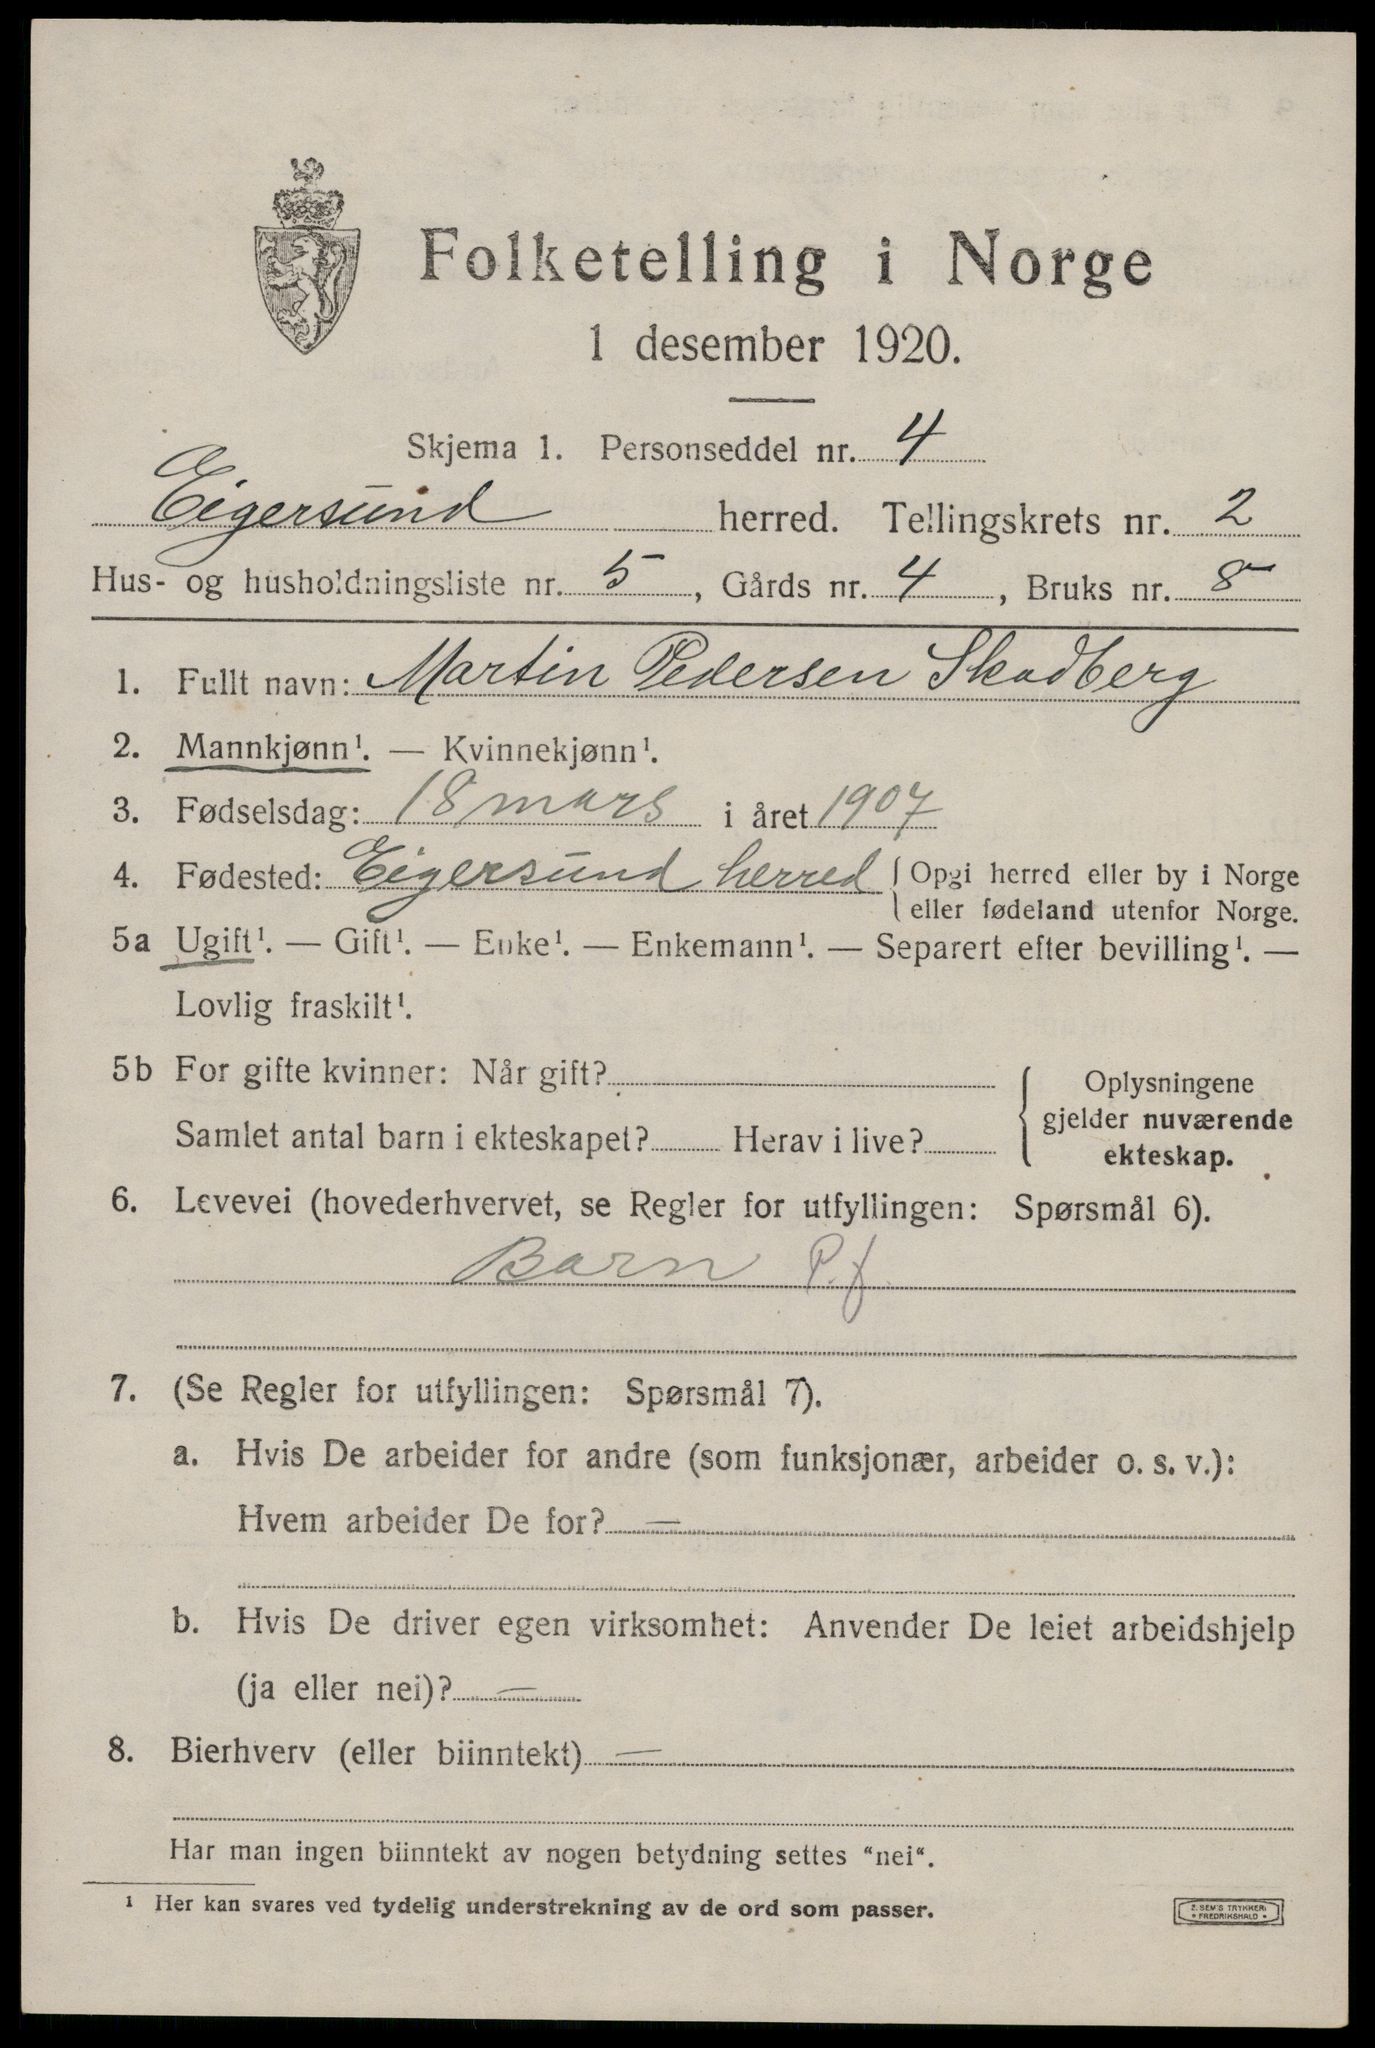 Folketelling i Norge
1 desember 1920.
Skjema 1. Personseddel nr. 4
Eigersund herred. Tellingskrets nr. 2
Hus- og husholdningsliste nr. 5, Gårds nr. 4, Bruks nr. 8
1. Fullt navn: Martin Pedersen Skadberg
2. Mannkjønn¹. — Kvinnekjønn¹.
3. Fødselsdag: 18 mars i året 1907
4. Fødested: Eigersund herred { Opgi herred eller by i Norge
eller fødeland utenfor Norge.
5a Ugift¹. — Gift¹. — Enke¹. — Enkemann¹. — Separert efter bevilling¹. —
Lovlig fraskilt¹.
5b For gifte kvinner: Når gift? { Oplysningene
gjelder nuværende
Samlet antal barn i ekteskapet? Herav i live?
ekteskap.
6. Levevei (hovederhvervet, se Regler for utfyllingen: Spørsmål 6).
Barn P.f.
7. (Se Regler for utfyllingen: Spørsmål 7).
a. Hvis De arbeider for andre (som funksjonær, arbeider o. s. v.):
Hvem arbeider De for? —
b. Hvis De driver egen virksomhet: Anvender De leiet arbeidshjelp
(ja eller nei)? —
8. Bierhverv (eller biinntekt) —
Har man ingen biinntekt av nogen betydning settes "nei".
¹ Her kan svares ved tydelig understrekning av de ord som passer.
Z. SEM'S TRYKKERI
• FREDRIKSHALD •